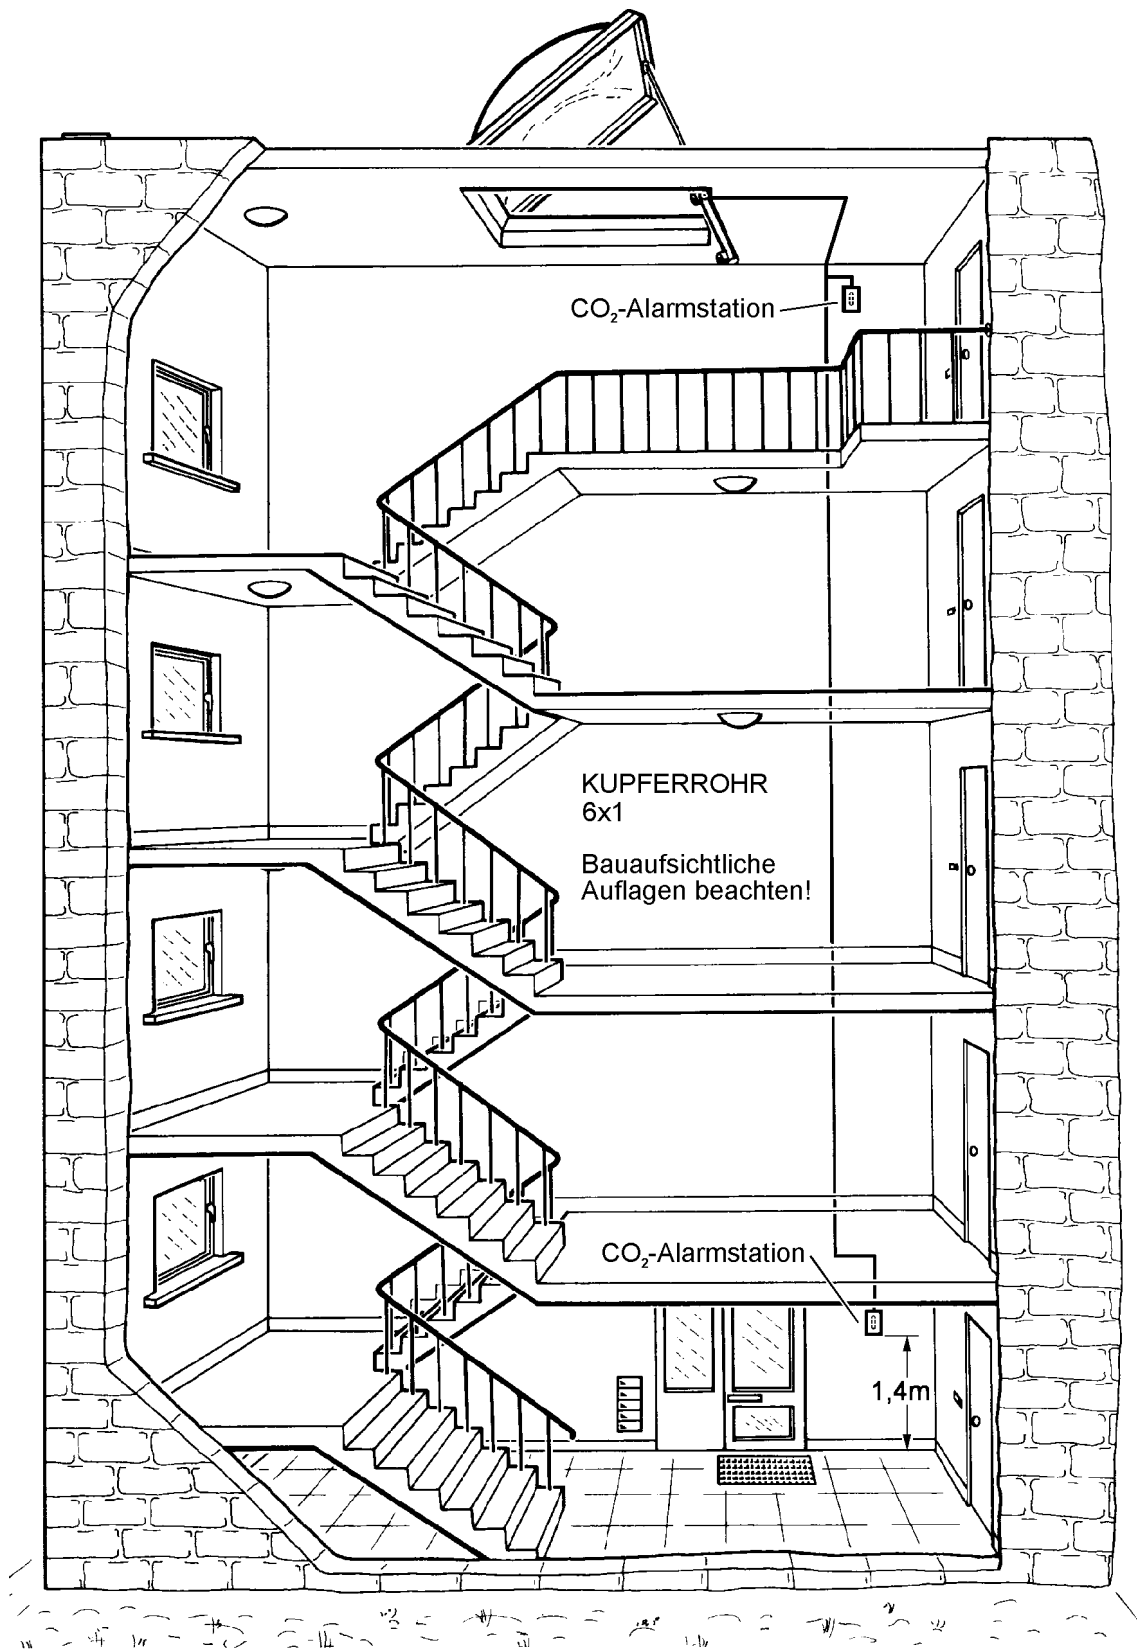 CO₂-Alarmstation
KUPFERROHR
6x1
Bauaufsichtliche
Auflagen beachten!
CO₂-Alarmstation
1,4m